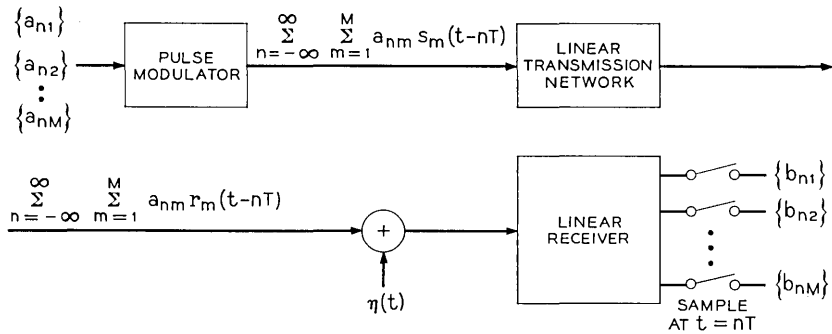 {a_n1}
{a_n2}
⋮
{a_nM}
PULSE
MODULATOR
∞ M
Σ Σ a_nm s_m(t-nT)
n=-∞ m=1
LINEAR
TRANSMISSION
NETWORK
∞ M
Σ Σ a_nm r_m(t-nT)
n=-∞ m=1
+
η(t)
LINEAR
RECEIVER
{b_n1}
{b_n2}
⋮
{b_nM}
SAMPLE
AT t=nT